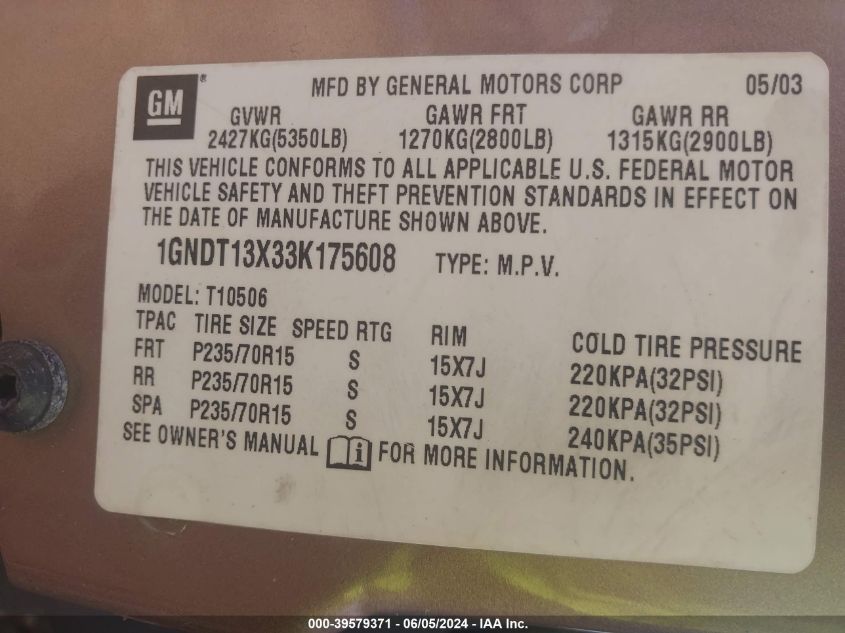 GM ® MFD BY GENERAL MOTORS CORP 05/03
GVWR GAWR FRT GAWR RR
2427KG(5350LB) 1270KG(2800LB) 1315KG(2900LB)
THIS VEHICLE CONFORMS TO ALL APPLICABLE U.S. FEDERAL MOTOR
VEHICLE SAFETY AND THEFT PREVENTION STANDARDS IN EFFECT ON
THE DATE OF MANUFACTURE SHOWN ABOVE.
1GNDT13X33K175608 TYPE: M.P.V.
MODEL: T10506
TPAC TIRE SIZE SPEED RTG RIM COLD TIRE PRESSURE
FRT P235/70R15 S 15X7J 220KPA(32PSI)
RR P235/70R15 S 15X7J 220KPA(32PSI)
SPA P235/70R15 S 15X7J 240KPA(35PSI)
SEE OWNER'S MANUAL i FOR MORE INFORMATION.
000-39579371 - 06/05/2024 - IAA Inc.